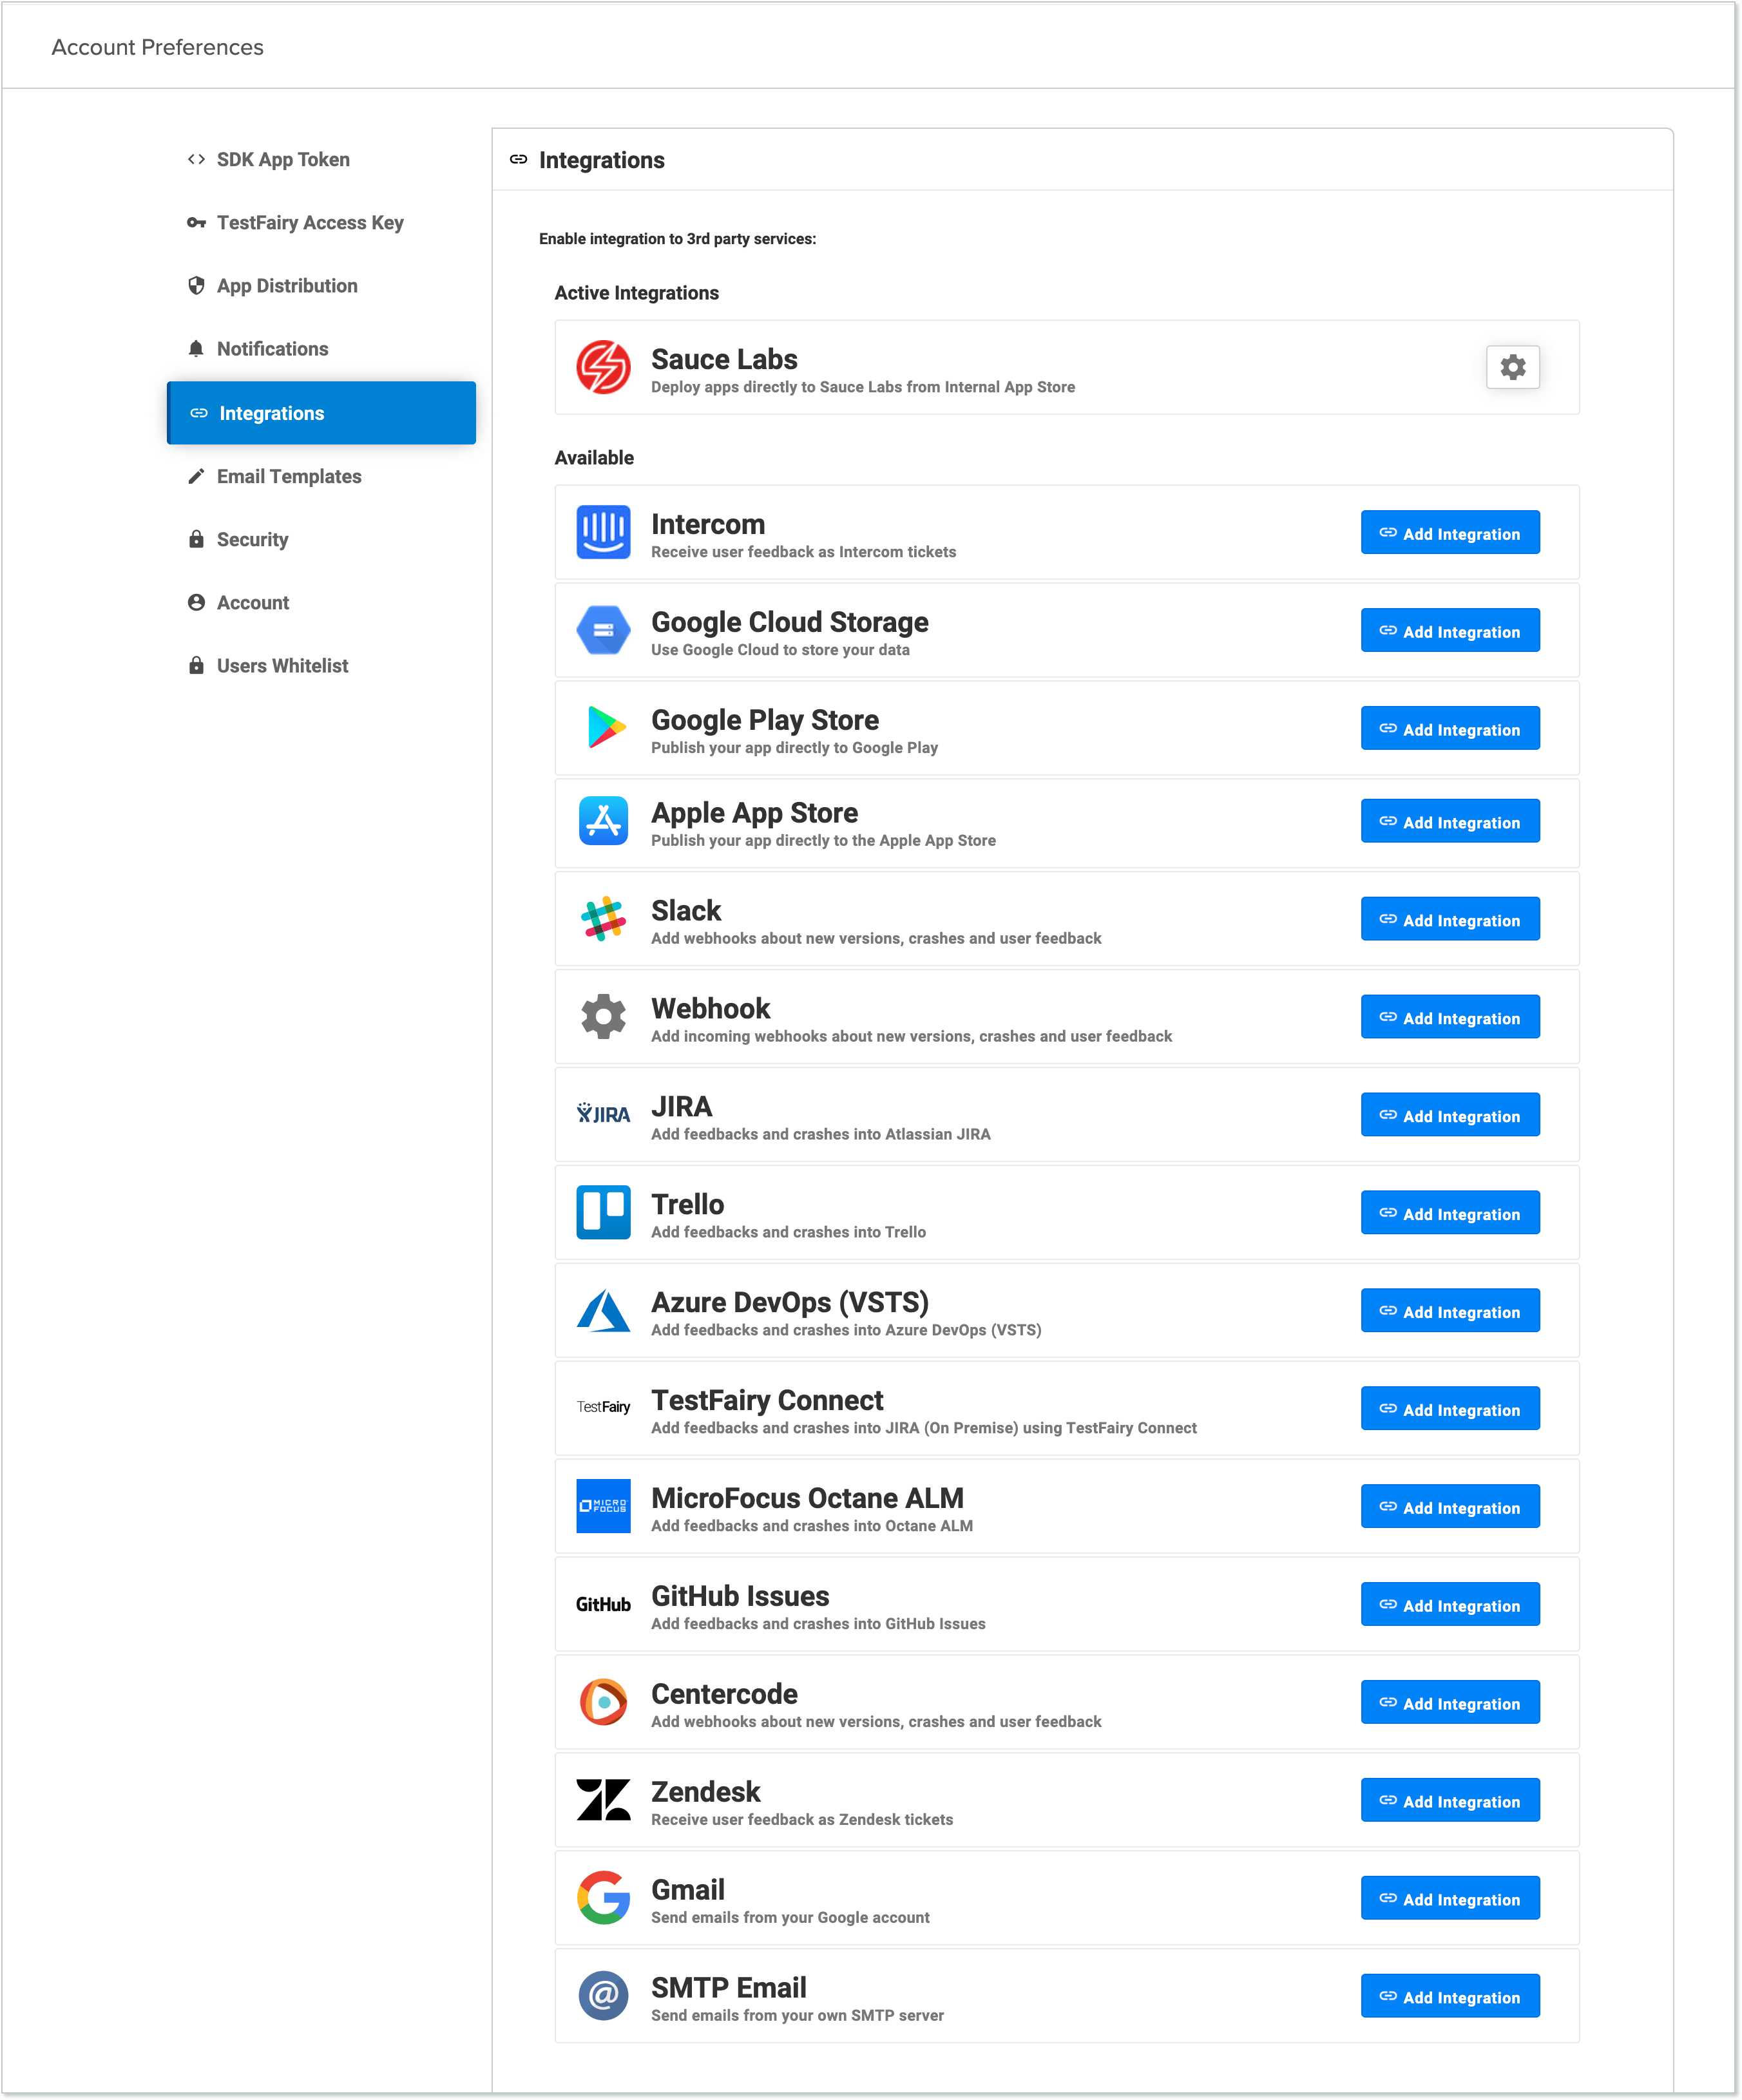 Account Preferences
SDK App Token
TestFairy Access Key
App Distribution
Notifications
Integrations
Email Templates
Security
Account
Users Whitelist
Integrations
Enable integration to 3rd party services:
Active Integrations
Sauce Labs
Deploy apps directly to Sauce Labs from Internal App Store
Available
Intercom
Receive user feedback as Intercom tickets
Add Integration
Google Cloud Storage
Use Google Cloud to store your data
Add Integration
Google Play Store
Publish your app directly to Google Play
Add Integration
Apple App Store
Publish your app directly to the Apple App Store
Add Integration
Slack
Add webhooks about new versions, crashes and user feedback
Add Integration
Webhook
Add incoming webhooks about new versions, crashes and user feedback
Add Integration
JIRA
JIRA
Add feedbacks and crashes into Atlassian JIRA
Add Integration
Trello
Add feedbacks and crashes into Trello
Add Integration
Azure DevOps (VSTS)
Add feedbacks and crashes into Azure DevOps (VSTS)
Add Integration
TestFairy
TestFairy Connect
Add feedbacks and crashes into JIRA (On Premise) using TestFairy Connect
Add Integration
MICRO
FOCUS
MicroFocus Octane ALM
Add feedbacks and crashes into Octane ALM
Add Integration
GitHub
GitHub Issues
Add feedbacks and crashes into GitHub Issues
Add Integration
Centercode
Add webhooks about new versions, crashes and user feedback
Add Integration
Zendesk
Receive user feedback as Zendesk tickets
Add Integration
Gmail
Send emails from your Google account
Add Integration
@
SMTP Email
Send emails from your own SMTP server
Add Integration